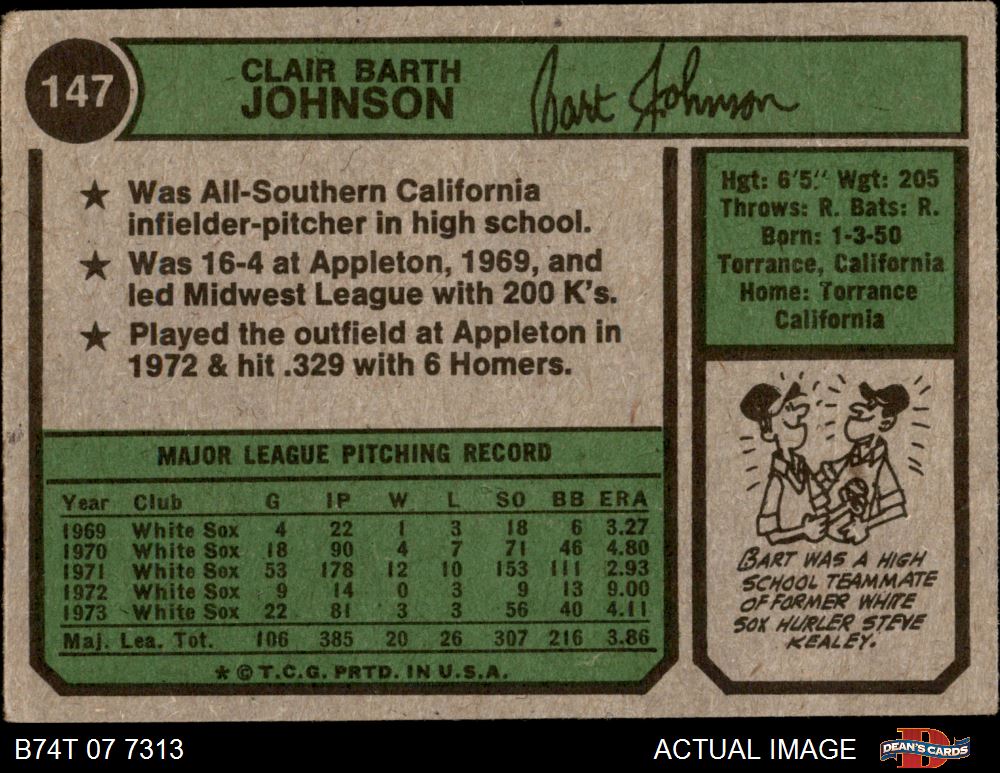 147
CLAIR BARTH
JOHNSON
Bart Johnson
★ Was All-Southern California
infielder-pitcher in high school.
★ Was 16-4 at Appleton, 1969, and
led Midwest League with 200 K's.
★ Played the outfield at Appleton in
1972 & hit .329 with 6 Homers.
Hgt: 6'5" Wgt: 205
Throws: R. Bats: R.
Born: 1-3-50
Torrance, California
Home: Torrance
California
MAJOR LEAGUE PITCHING RECORD
Year Club G IP W L SO BB ERA
1969 White Sox 4 22 1 3 18 6 3.27
1970 White Sox 18 90 4 7 71 46 4.80
1971 White Sox 53 178 12 10 153 111 2.93
1972 White Sox 9 14 0 3 9 13 9.00
1973 White Sox 22 81 3 3 56 40 4.11
Maj. Lea. Tot. 106 385 20 26 307 216 3.86
* © T.C.G. PRTD. IN U.S.A.
BART WAS A HIGH
SCHOOL TEAMMATE
OF FORMER WHITE
SOX HURLER STEVE
KEALEY.
B74T 07 7313
ACTUAL IMAGE
DEAN'S CARDS